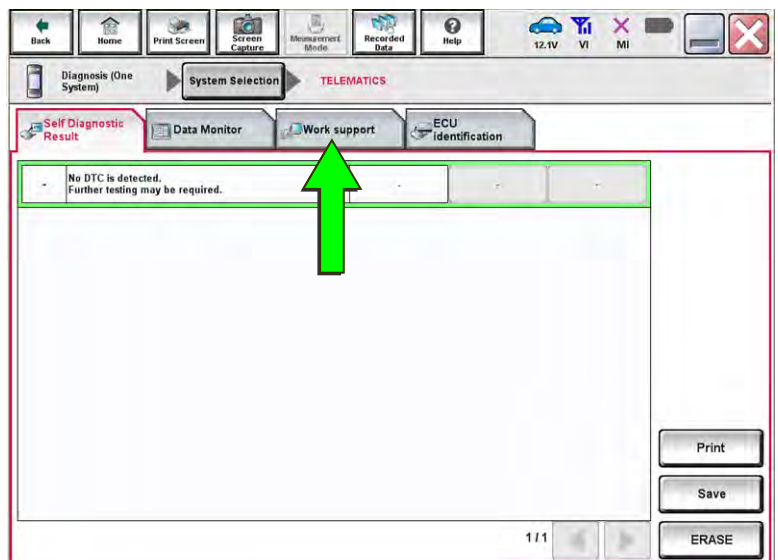 Back
Home
Print Screen
Screen
Capture
Measurement
Mode
Recorded
Data
Help
12.1V
VI
MI
Diagnosis (One
System)
System Selection
TELEMATICS
Self Diagnostic
Result
Data Monitor
Work support
ECU
identification
-
No DTC is detected.
Further testing may be required.
-
-
-
Print
Save
1/1
ERASE